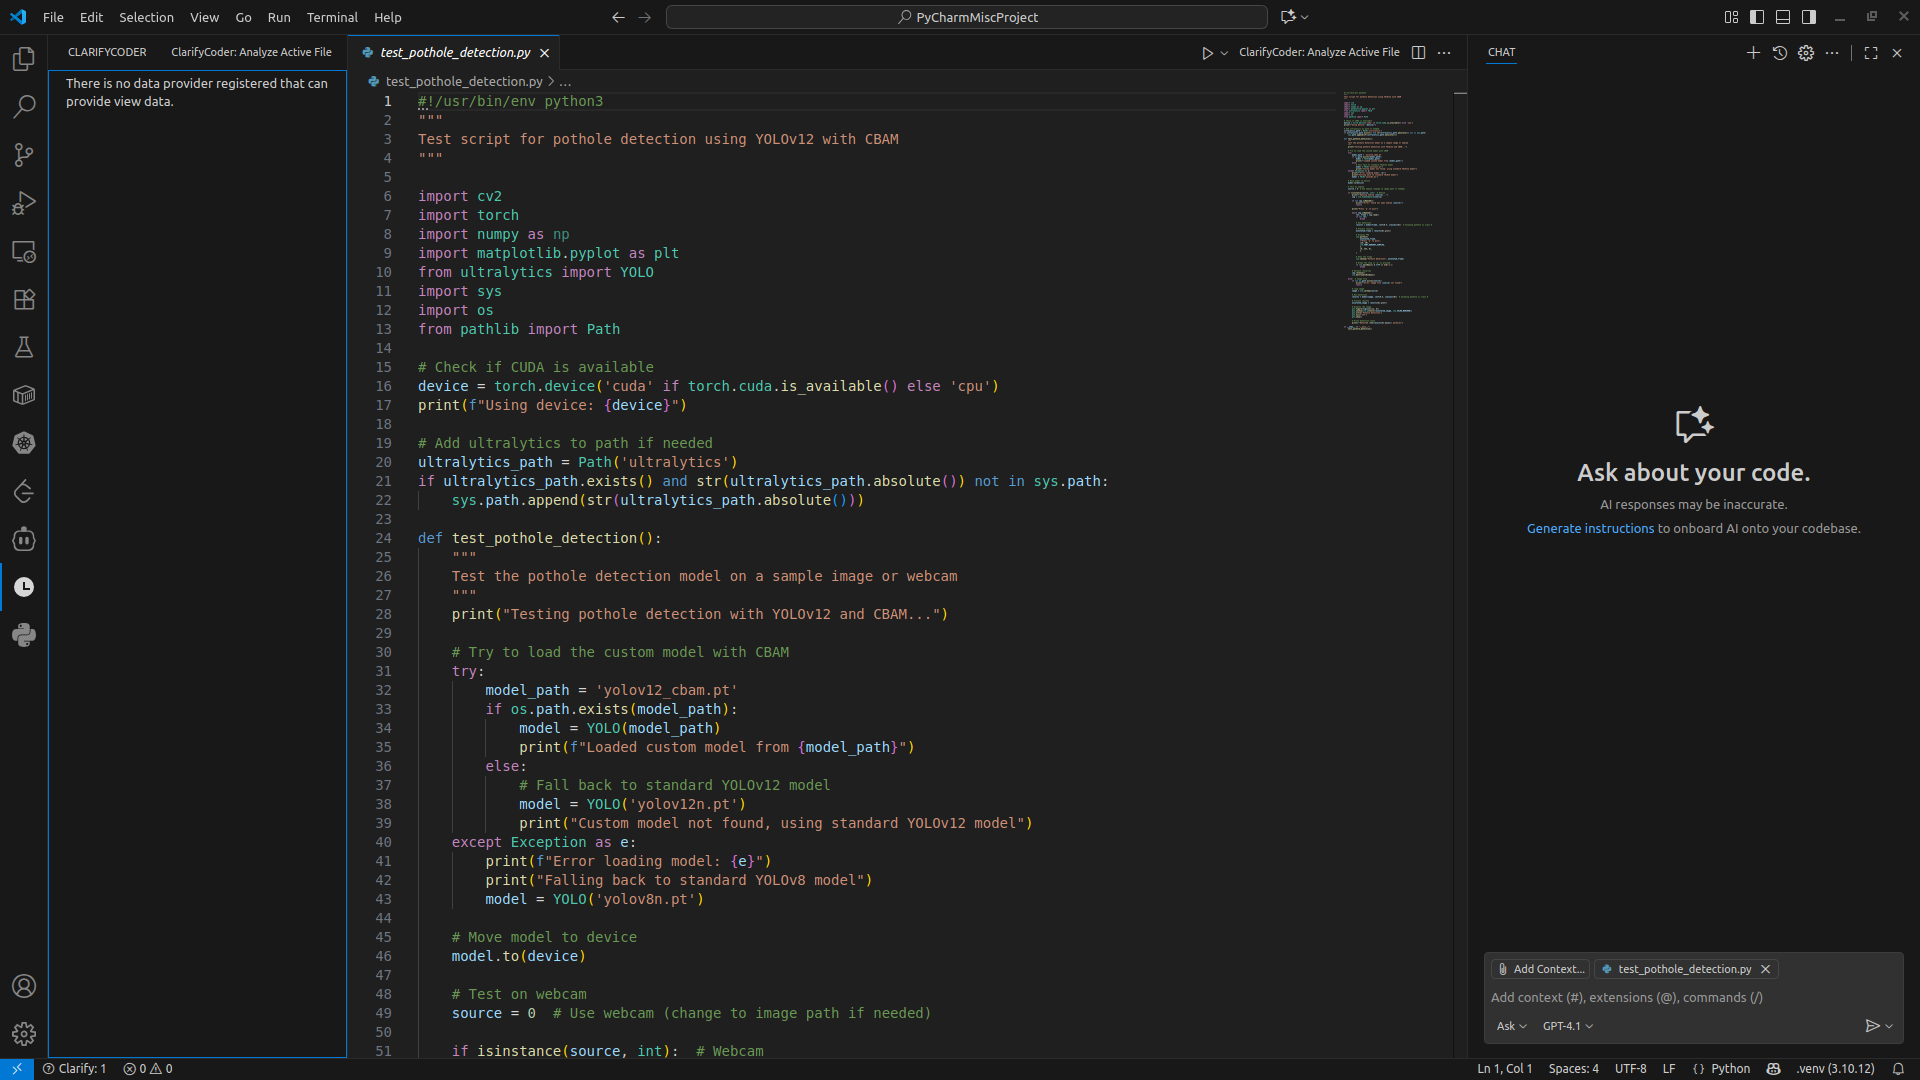 File Edit Selection View Go Run Terminal Help
PyCharmMiscProject
CLARIFYCODER ClarifyCoder: Analyze Active File
There is no data provider registered that can
provide view data.
test_pothole_detection.py
ClarifyCoder: Analyze Active File
test_pothole_detection.py > ...
1 #!/usr/bin/env python3
2 """
3 Test script for pothole detection using YOLOv12 with CBAM
4 """
5
6 import cv2
7 import torch
8 import numpy as np
9 import matplotlib.pyplot as plt
10 from ultralytics import YOLO
11 import sys
12 import os
13 from pathlib import Path
14
15 # Check if CUDA is available
16 device = torch.device('cuda' if torch.cuda.is_available() else 'cpu')
17 print(f"Using device: {device}")
18
19 # Add ultralytics to path if needed
20 ultralytics_path = Path('ultralytics')
21 if ultralytics_path.exists() and str(ultralytics_path.absolute()) not in sys.path:
22     sys.path.append(str(ultralytics_path.absolute()))
23
24 def test_pothole_detection():
25     """
26     Test the pothole detection model on a sample image or webcam
27     """
28     print("Testing pothole detection with YOLOv12 and CBAM...")
29
30     # Try to load the custom model with CBAM
31     try:
32         model_path = 'yolov12_cbam.pt'
33         if os.path.exists(model_path):
34             model = YOLO(model_path)
35             print(f"Loaded custom model from {model_path}")
36         else:
37             # Fall back to standard YOLOv12 model
38             model = YOLO('yolov12n.pt')
39             print("Custom model not found, using standard YOLOv12 model")
40     except Exception as e:
41         print(f"Error loading model: {e}")
42         print("Falling back to standard YOLOv8 model")
43         model = YOLO('yolov8n.pt')
44
45     # Move model to device
46     model.to(device)
47
48     # Test on webcam
49     source = 0  # Use webcam (change to image path if needed)
50
51     if isinstance(source, int):  # Webcam
CHAT
Ask about your code.
AI responses may be inaccurate.
Generate instructions to onboard AI onto your codebase.
Add Context... test_pothole_detection.py
Add context (#), extensions (@), commands (/)
Ask GPT-4.1
Clarify: 1 0 0
Ln 1, Col 1 Spaces: 4 UTF-8 LF {} Python .venv (3.10.12)